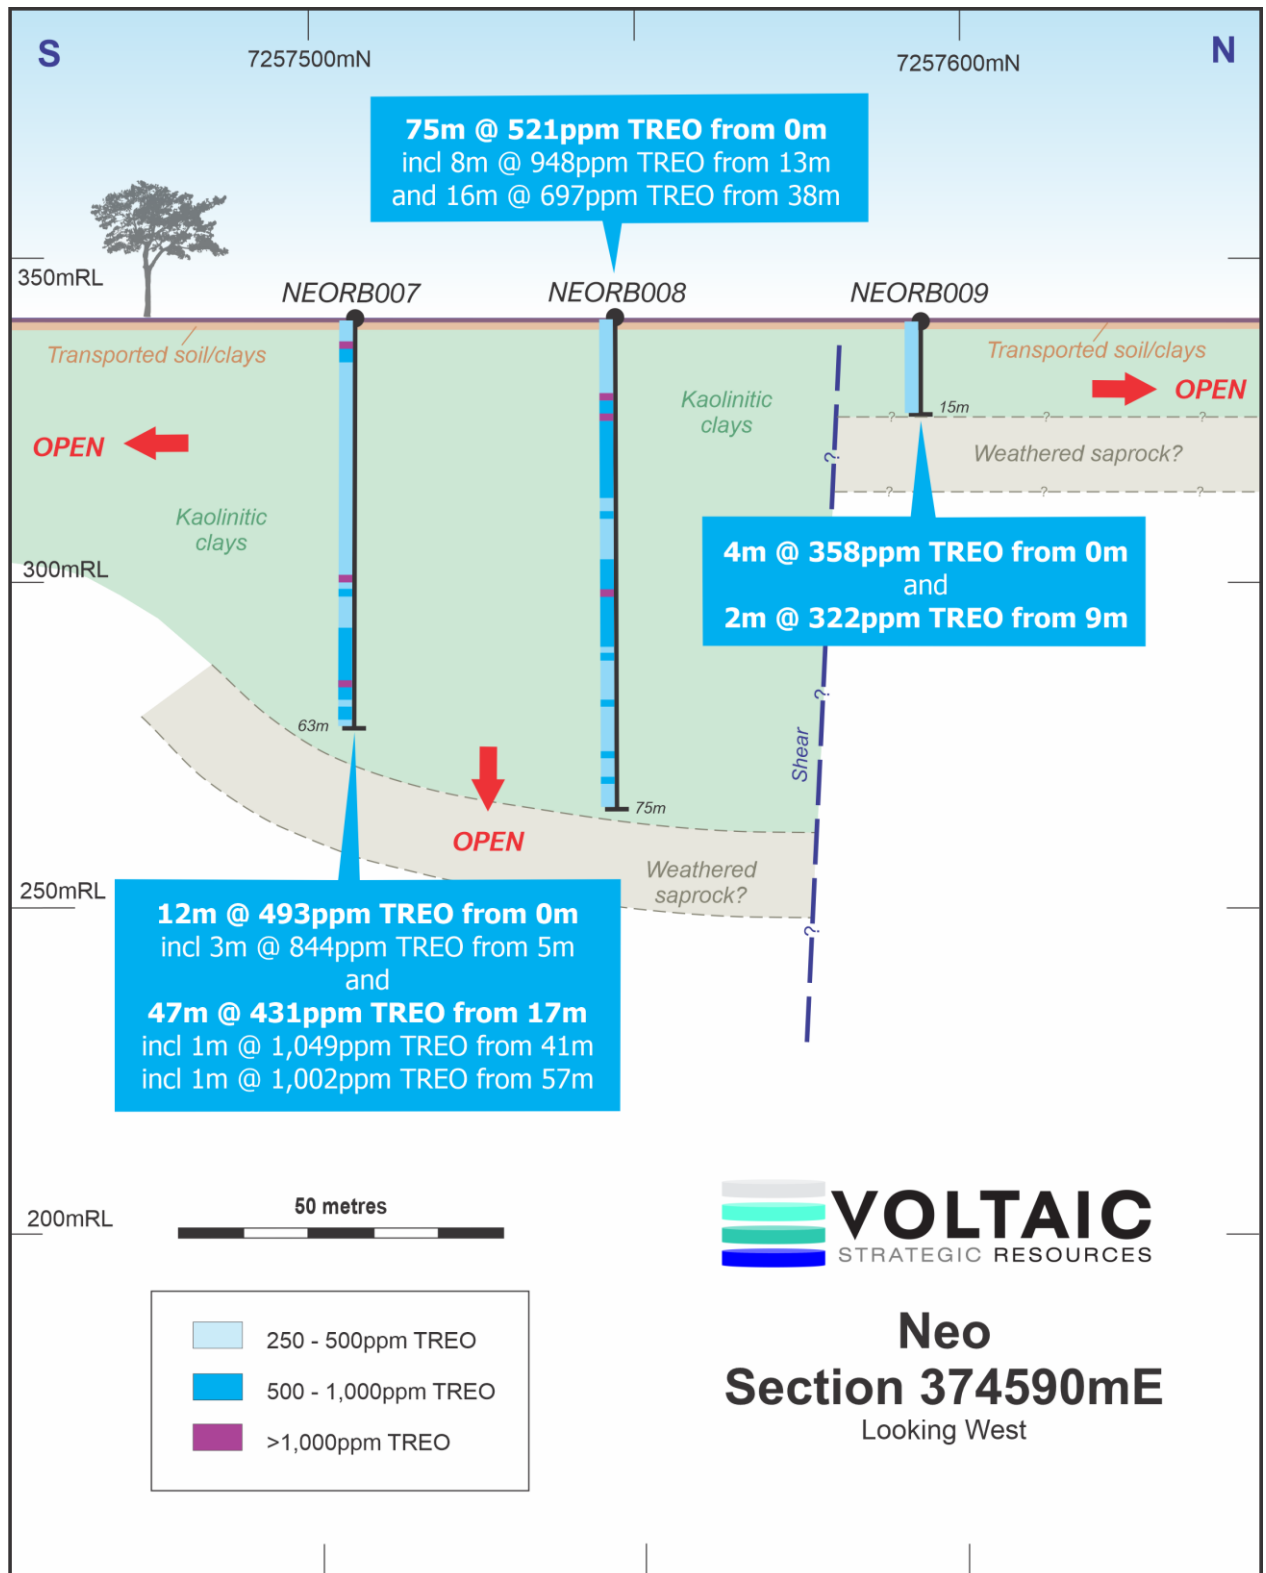 S
7257500mN
7257600mN
N
75m @ 521ppm TREO from 0m
incl 8m @ 948ppm TREO from 13m
and 16m @ 697ppm TREO from 38m
350mRL
NEORB007
NEORB008
NEORB009
Transported soil/clays
Transported soil/clays
OPEN
15m
Kaolinitic
clays
OPEN
?
?
?
Weathered saprock?
?
?
?
?
Kaolinitic
clays
4m @ 358ppm TREO from 0m
and
2m @ 322ppm TREO from 9m
300mRL
?
Shear
63m
75m
OPEN
Weathered
saprock?
250mRL
?
12m @ 493ppm TREO from 0m
incl 3m @ 844ppm TREO from 5m
and
47m @ 431ppm TREO from 17m
incl 1m @ 1,049ppm TREO from 41m
incl 1m @ 1,002ppm TREO from 57m
200mRL
50 metres
VOLTAIC
STRATEGIC RESOURCES
250 - 500ppm TREO
500 - 1,000ppm TREO
>1,000ppm TREO
Neo
Section 374590mE
Looking West